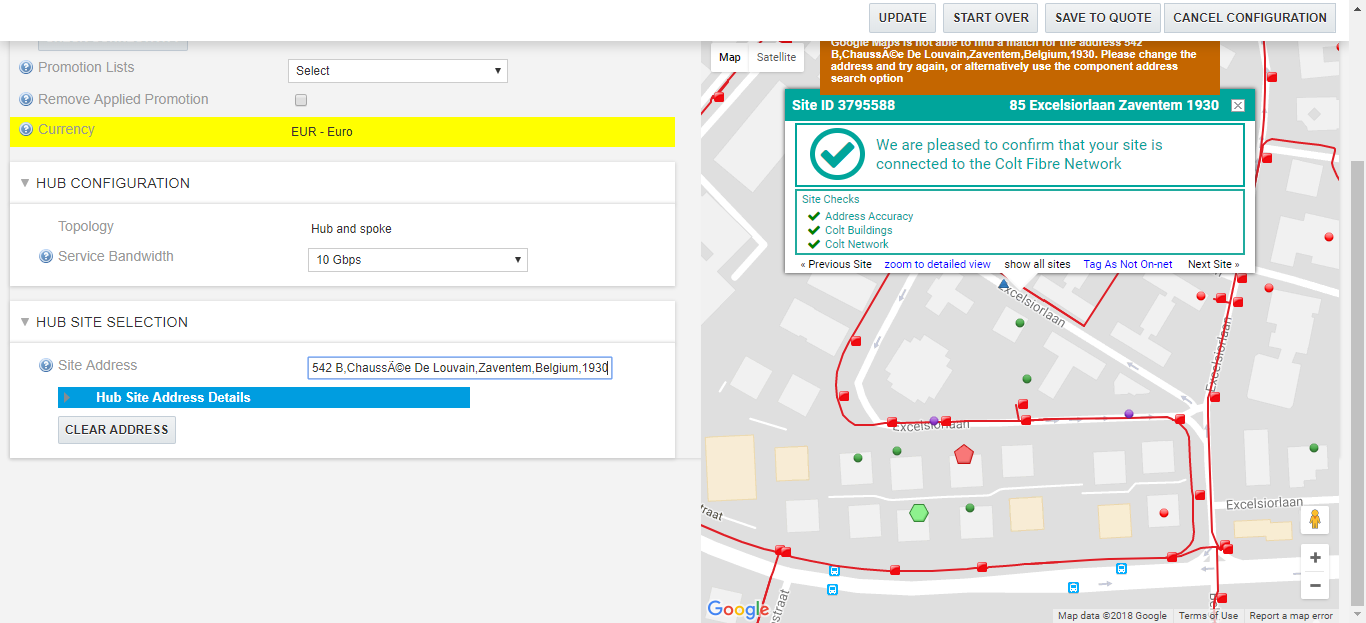 UPDATE
START OVER
SAVE TO QUOTE
CANCEL CONFIGURATION
Promotion Lists
Select
Remove Applied Promotion
Currency
EUR - Euro
HUB CONFIGURATION
Topology
Hub and spoke
Service Bandwidth
10 Gbps
HUB SITE SELECTION
Site Address
542 B,ChaussÃ©e De Louvain,Zaventem,Belgium,1930
Hub Site Address Details
CLEAR ADDRESS
Map
Satellite
Google Maps is not able to find a match for the address 542
B,ChaussÃ©e De Louvain,Zaventem,Belgium,1930. Please change the
address and try again, or alternatively use the component address
search option
Site ID 3795588
85 Excelsiorlaan Zaventem 1930
We are pleased to confirm that your site is
connected to the Colt Fibre Network
Site Checks
Address Accuracy
Colt Buildings
Colt Network
« Previous Site
zoom to detailed view
show all sites
Tag As Not On-net
Next Site »
Excelsiorlaan
Excelsiorlaan
Excelsiorlaan
Excelsiorlaan
straat
straat
Google
Map data ©2018 Google
Terms of Use
Report a map error